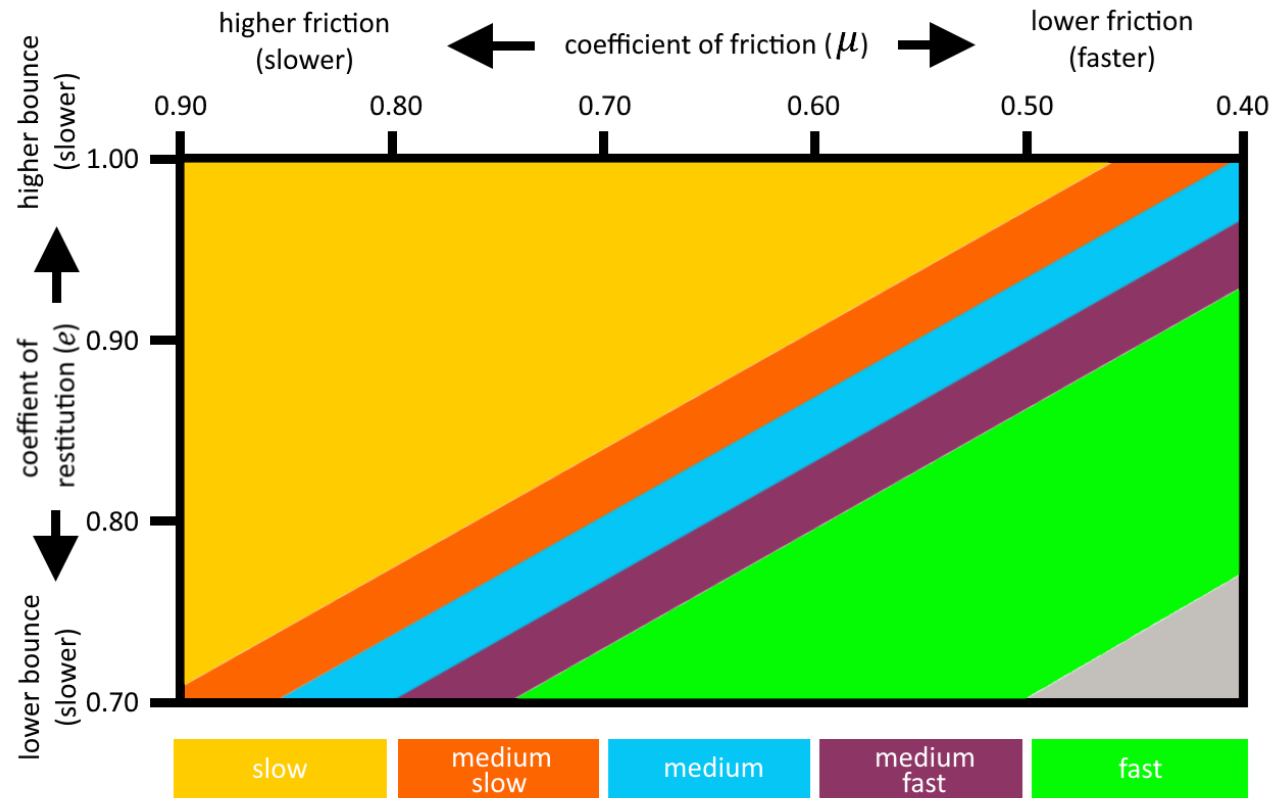 higher friction
(slower)
coefficient of friction (μ)
lower friction
(faster)
0.90 0.80 0.70 0.60 0.50 0.40
higher bounce
(slower)
coeffient of
restitution (e)
lower bounce
(slower)
1.00
0.90
0.80
0.70
slow
medium
slow
medium
medium
fast
fast